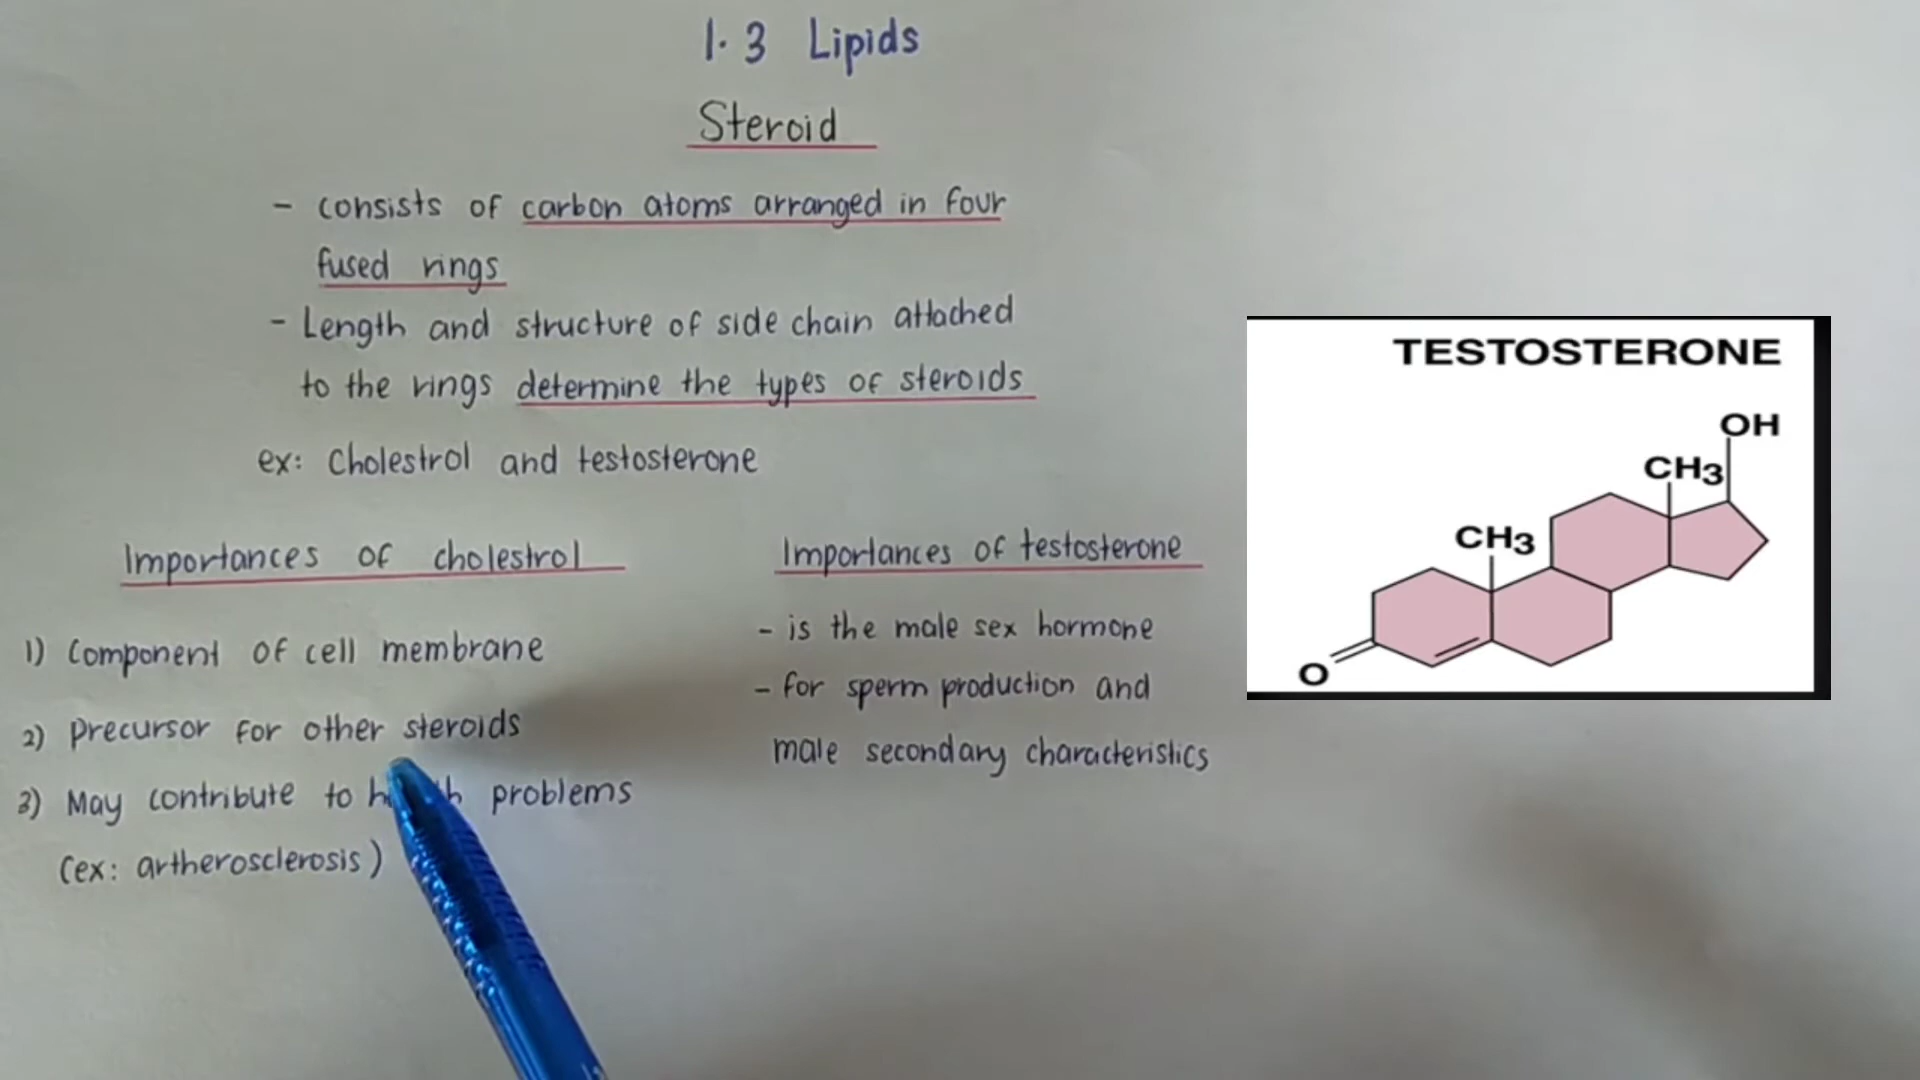 1.3 Lipids
Steroid
- consists of carbon atoms arranged in four
fused rings
- Length and structure of side chain attached
to the rings determine the types of steroids
ex: cholestrol and testosterone
Importances of cholestrol
1) component of cell membrane
2) Precursor for other steroids
3) May contribute to problems
(ex: artherosclerosis)
Importances of testosterone
- is the male sex hormone
- for sperm production and
male secondary characteristics
TESTOSTERONE
OH
CH3
CH3
O